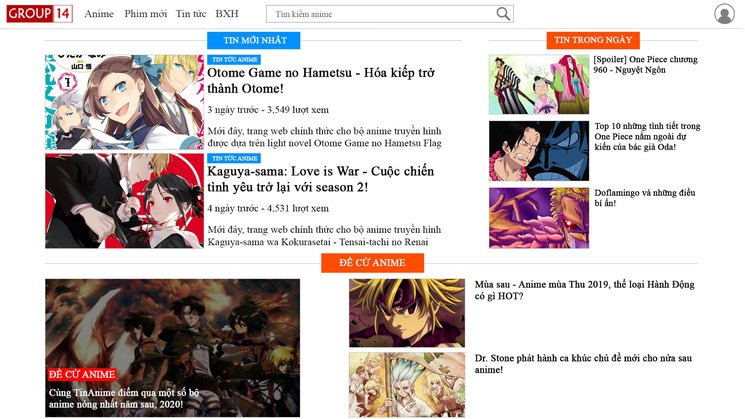 GROUP 14
Anime Phim mới Tin tức BXH
Tìm kiếm anime
TIN MỚI NHẤT
TIN TỨC ANIME
Otome Game no Hametsu - Hóa kiếp trở
thành Otome!
3 ngày trước - 3,549 lượt xem
Mới đây, trang web chính thức cho bộ anime truyền hình
được dựa trên light novel Otome Game no Hametsu Flag
TIN TỨC ANIME
Kaguya-sama: Love is War - Cuộc chiến
tình yêu trở lại với season 2!
4 ngày trước - 4,531 lượt xem
Mới đây, trang web chính thức cho bộ anime truyền hình
Kaguya-sama wa Kokurasetai - Tensai-tachi no Renai
TIN TRONG NGÀY
[Spoiler] One Piece chương
960 - Nguyệt Ngôn
Top 10 những tình tiết trong
One Piece nằm ngoài dự
kiến của bác già Oda!
Doflamingo và những điều
bí ẩn!
ĐỀ CỬ ANIME
ĐỀ CỬ ANIME
Cùng TinAnime điểm qua một số bộ
anime nóng nhất năm sau, 2020!
Mùa sau - Anime mùa Thu 2019, thể loại Hành Động
có gì HOT?
Dr. Stone phát hành ca khúc chủ đề mới cho nửa sau
anime!